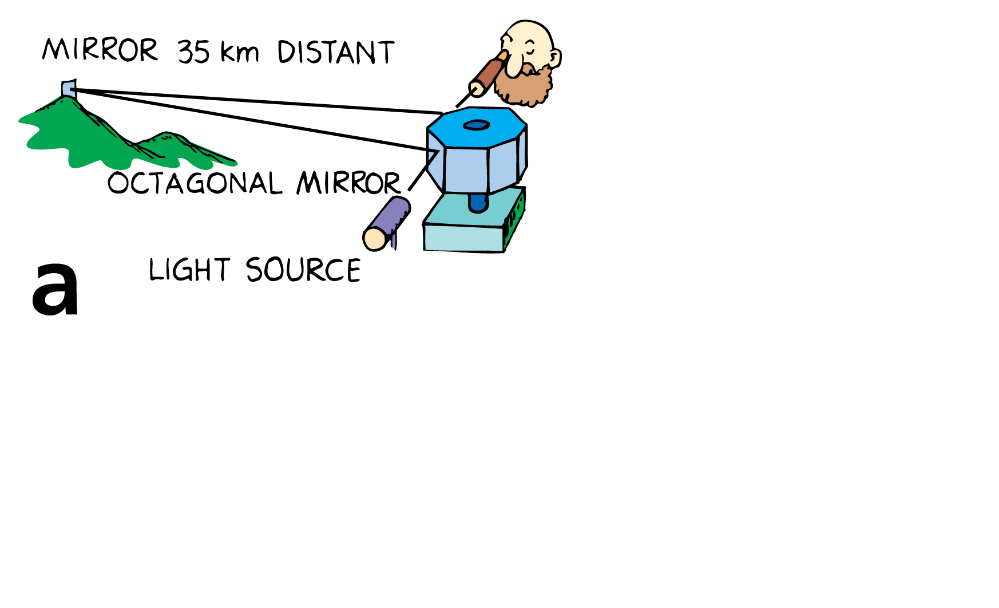 MIRROR 35 km DISTANT
OCTAGONAL MIRROR
LIGHT SOURCE
a